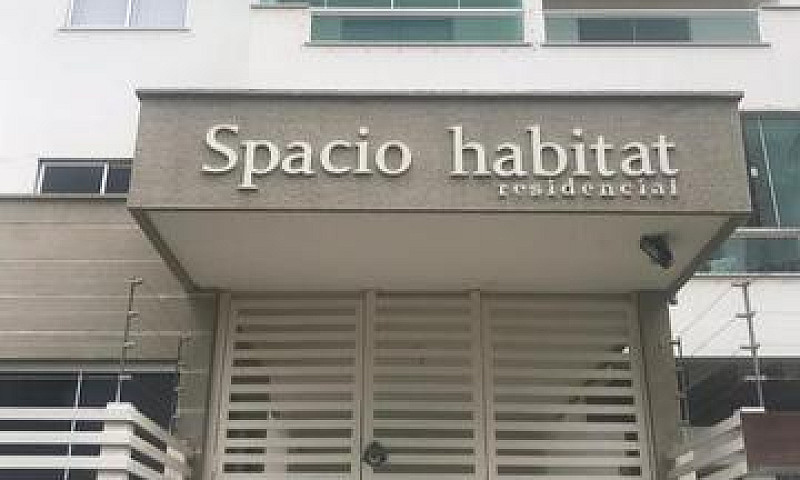 Spacio habitat
residencial